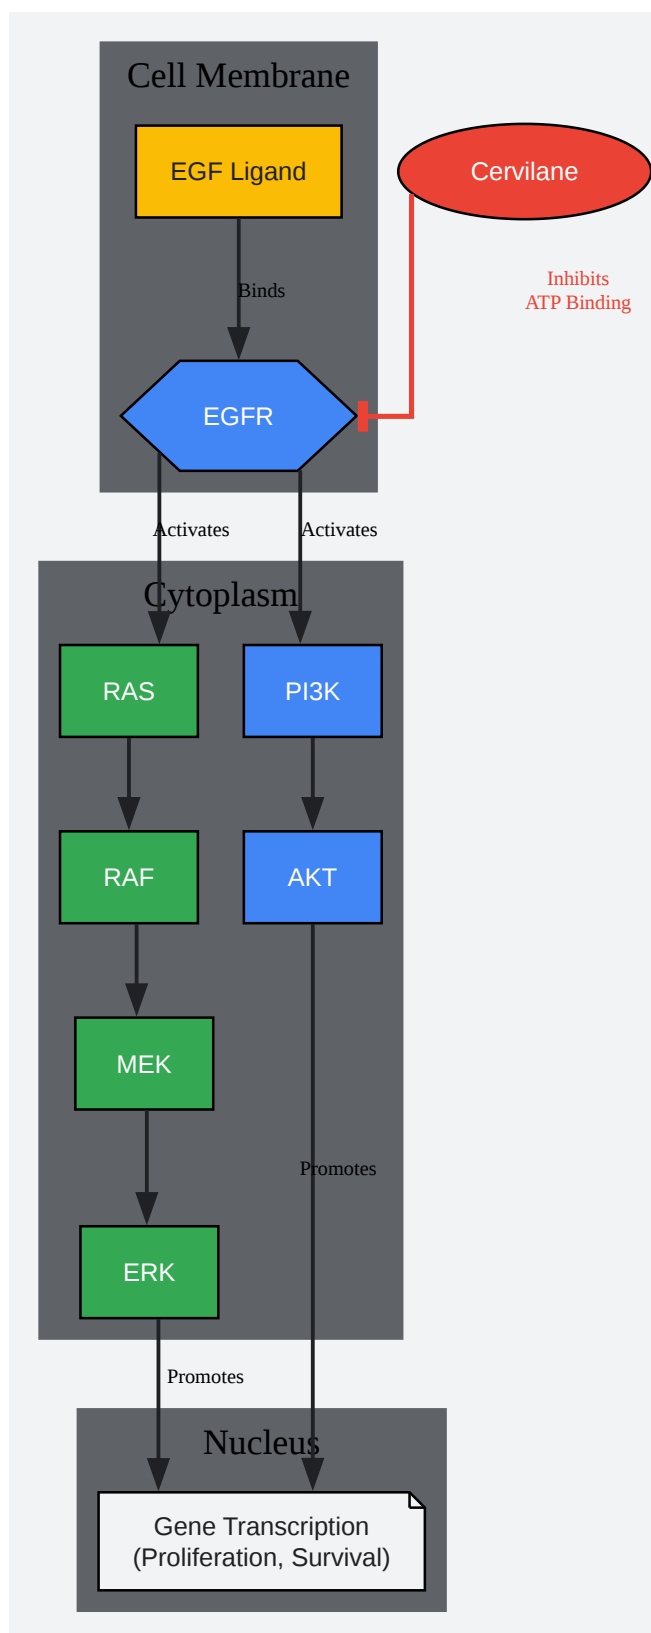 Cell Membrane
EGF Ligand
Cervilane
Binds
Inhibits
ATP Binding
EGFR
Activates
Activates
Cytoplasm
RAS
PI3K
RAF
AKT
MEK
Promotes
ERK
Promotes
Nucleus
Gene Transcription
(Proliferation, Survival)